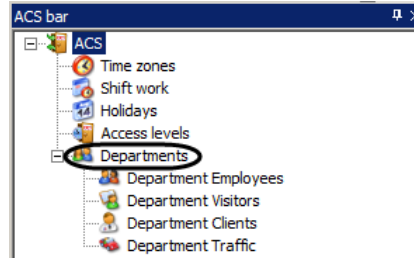 ACS bar
ACS
Time zones
Shift work
Holidays
Access levels
Departments
Department Employees
Department Visitors
Department Clients
Department Traffic